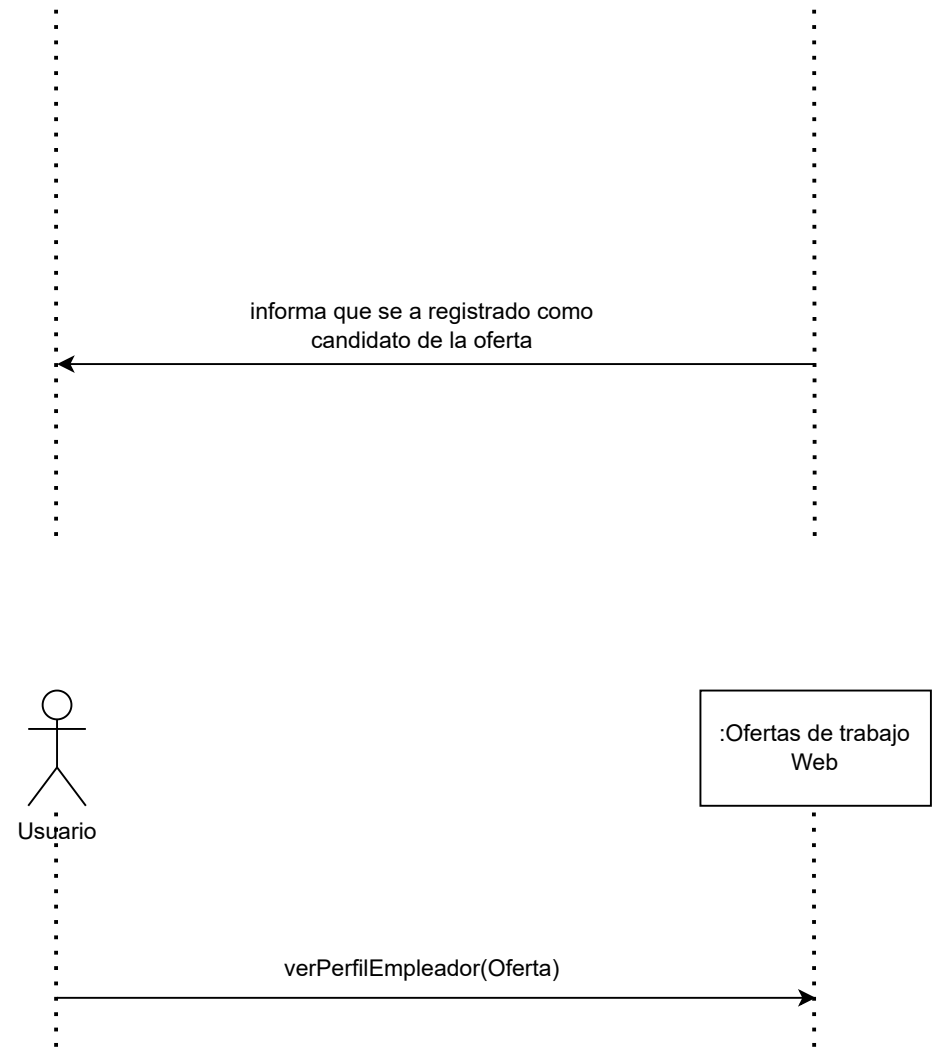 informa que se a registrado como
candidato de la oferta
:Ofertas de trabajo
Web
Usuario
verPerfilEmpleador(Oferta)